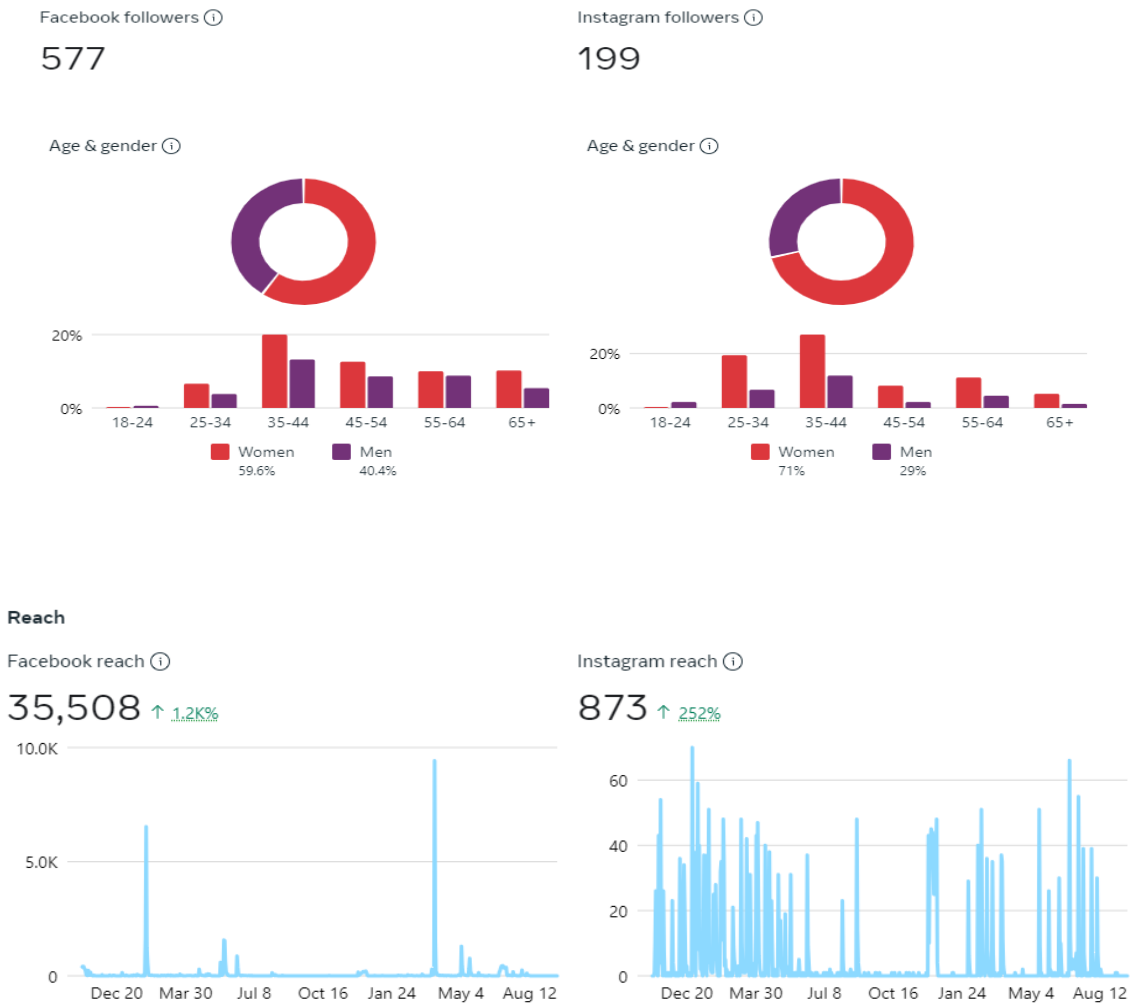 Facebook followers
577
Age & gender
20%
0%
18-24 25-34 35-44 45-54 55-64 65+
Women Men
59.6% 40.4%
Instagram followers
199
Age & gender
20%
0%
18-24 25-34 35-44 45-54 55-64 65+
Women Men
71% 29%
Reach
Facebook reach
35,508 ↑ 1.2K%
10.0K
5.0K
0
Dec 20 Mar 30 Jul 8 Oct 16 Jan 24 May 4 Aug 12
Instagram reach
873 ↑ 252%
60
40
20
0
Dec 20 Mar 30 Jul 8 Oct 16 Jan 24 May 4 Aug 12